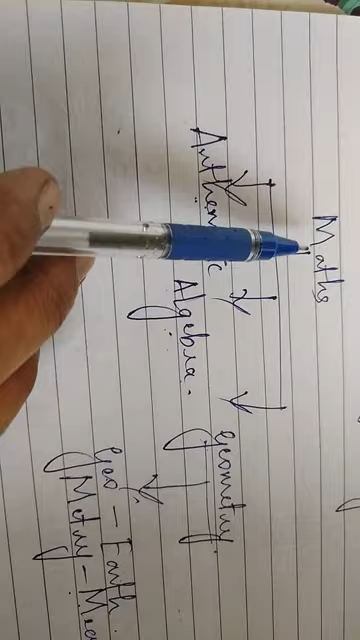 Maths
Arithmetic
Algebra.
Geometry.
Geo - Earth
Metry - Mea